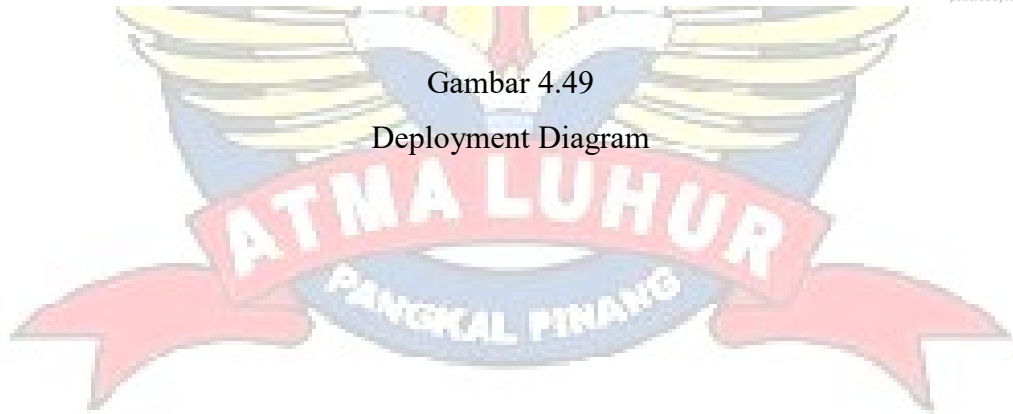 Gambar 4.49
Deployment Diagram
ATMA LUHUR
PANGKAL PINANG